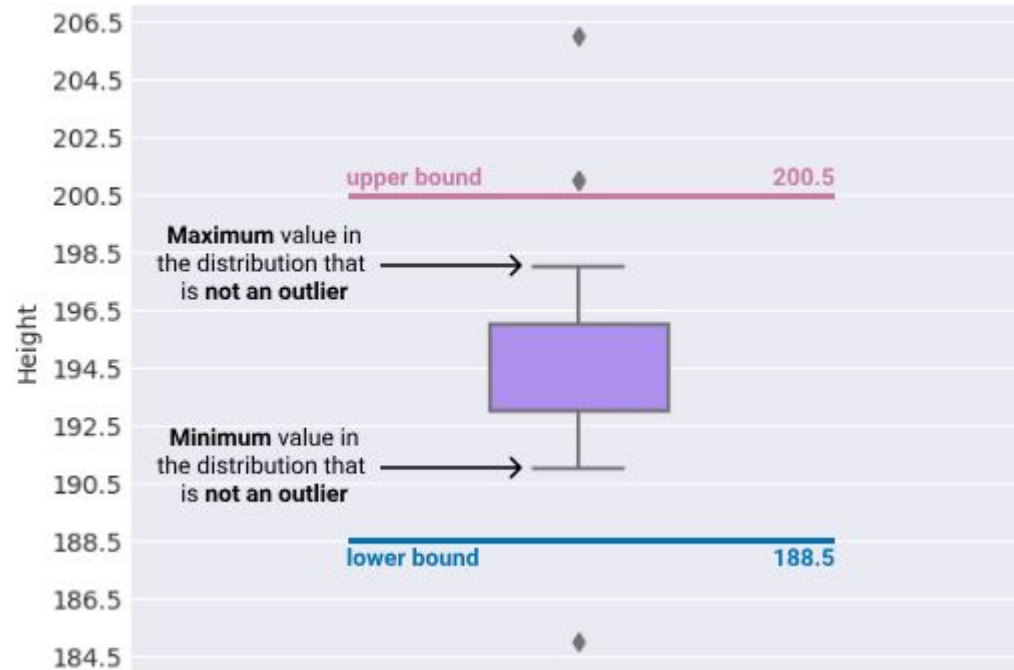 206.5
204.5
202.5
upper bound 200.5
200.5
Maximum value in
198.5
the distribution that
is not an outlier
196.5
Height
194.5
192.5
Minimum value in
the distribution that
190.5
is not an outlier
188.5
lower bound 188.5
186.5
184.5